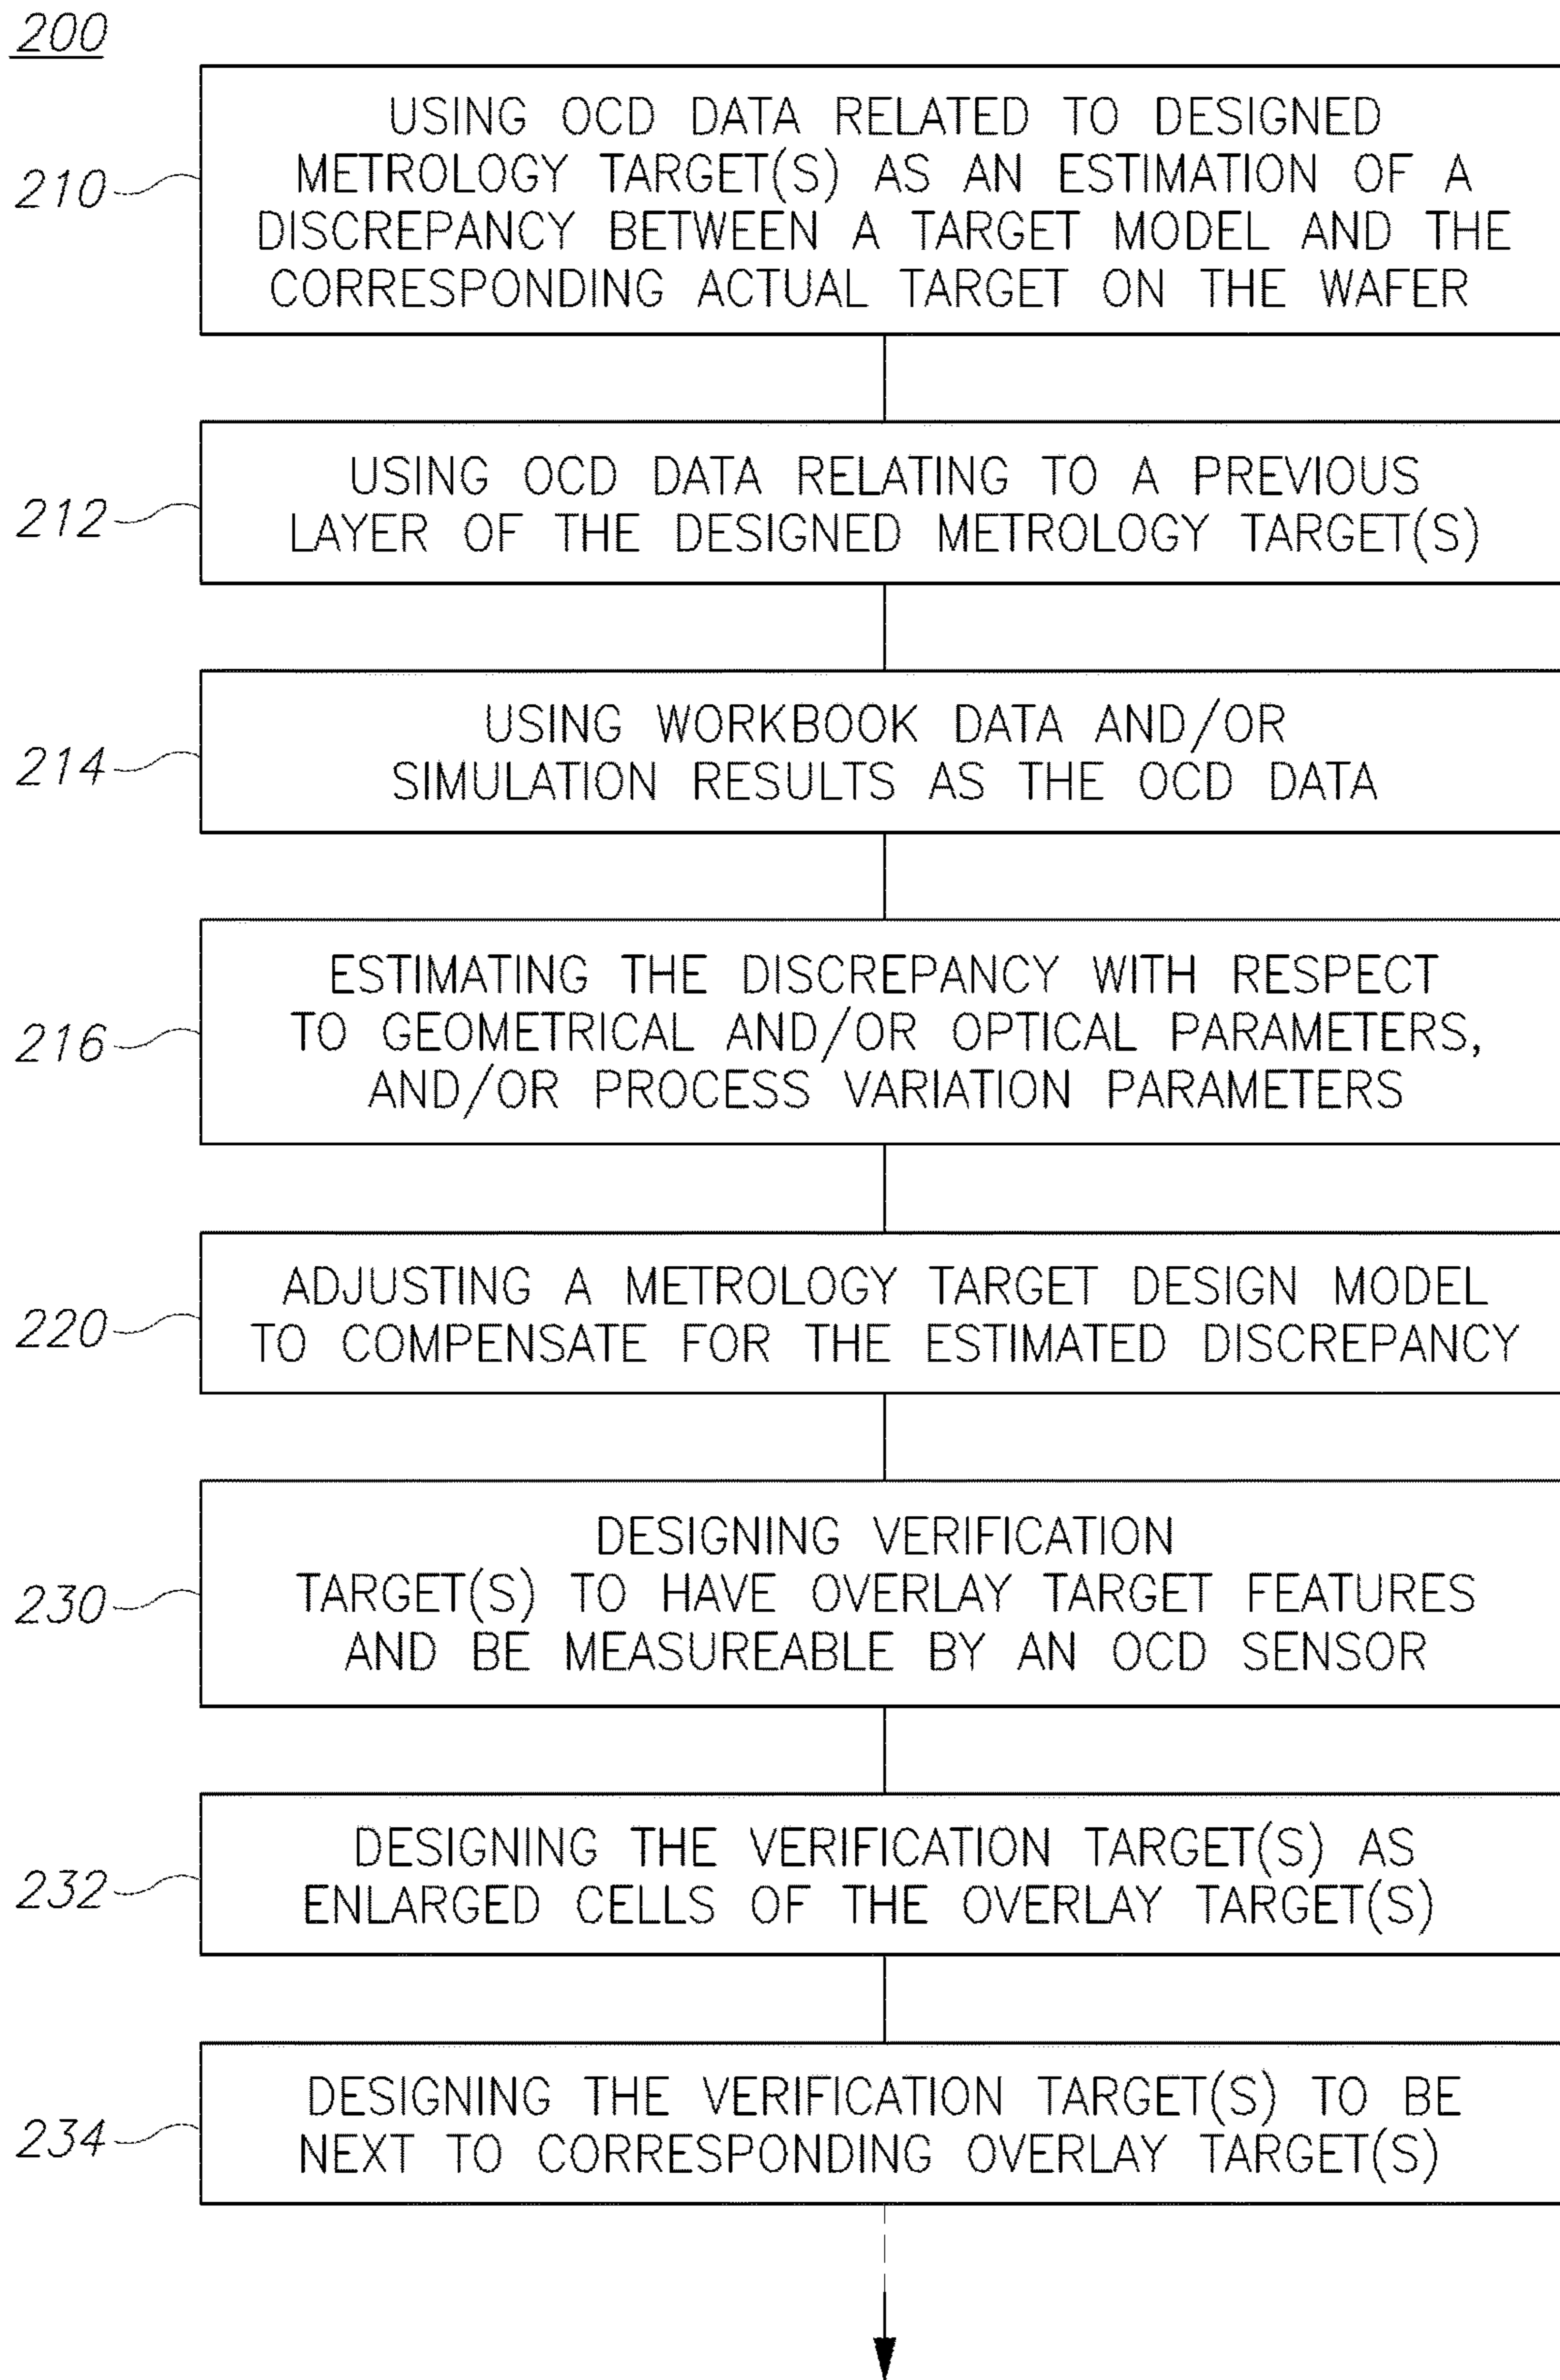 200
210
USING OCD DATA RELATED TO DESIGNED
METROLOGY TARGET(S) AS AN ESTIMATION OF A
DISCREPANCY BETWEEN A TARGET MODEL AND THE
CORRESPONDING ACTUAL TARGET ON THE WAFER
212
USING OCD DATA RELATING TO A PREVIOUS
LAYER OF THE DESIGNED METROLOGY TARGET(S)
214
USING WORKBOOK DATA AND/OR
SIMULATION RESULTS AS THE OCD DATA
216
ESTIMATING THE DISCREPANCY WITH RESPECT
TO GEOMETRICAL AND/OR OPTICAL PARAMETERS,
AND/OR PROCESS VARIATION PARAMETERS
220
ADJUSTING A METROLOGY TARGET DESIGN MODEL
TO COMPENSATE FOR THE ESTIMATED DISCREPANCY
230
DESIGNING VERIFICATION
TARGET(S) TO HAVE OVERLAY TARGET FEATURES
AND BE MEASUREABLE BY AN OCD SENSOR
232
DESIGNING THE VERIFICATION TARGET(S) AS
ENLARGED CELLS OF THE OVERLAY TARGET(S)
234
DESIGNING THE VERIFICATION TARGET(S) TO BE
NEXT TO CORRESPONDING OVERLAY TARGET(S)